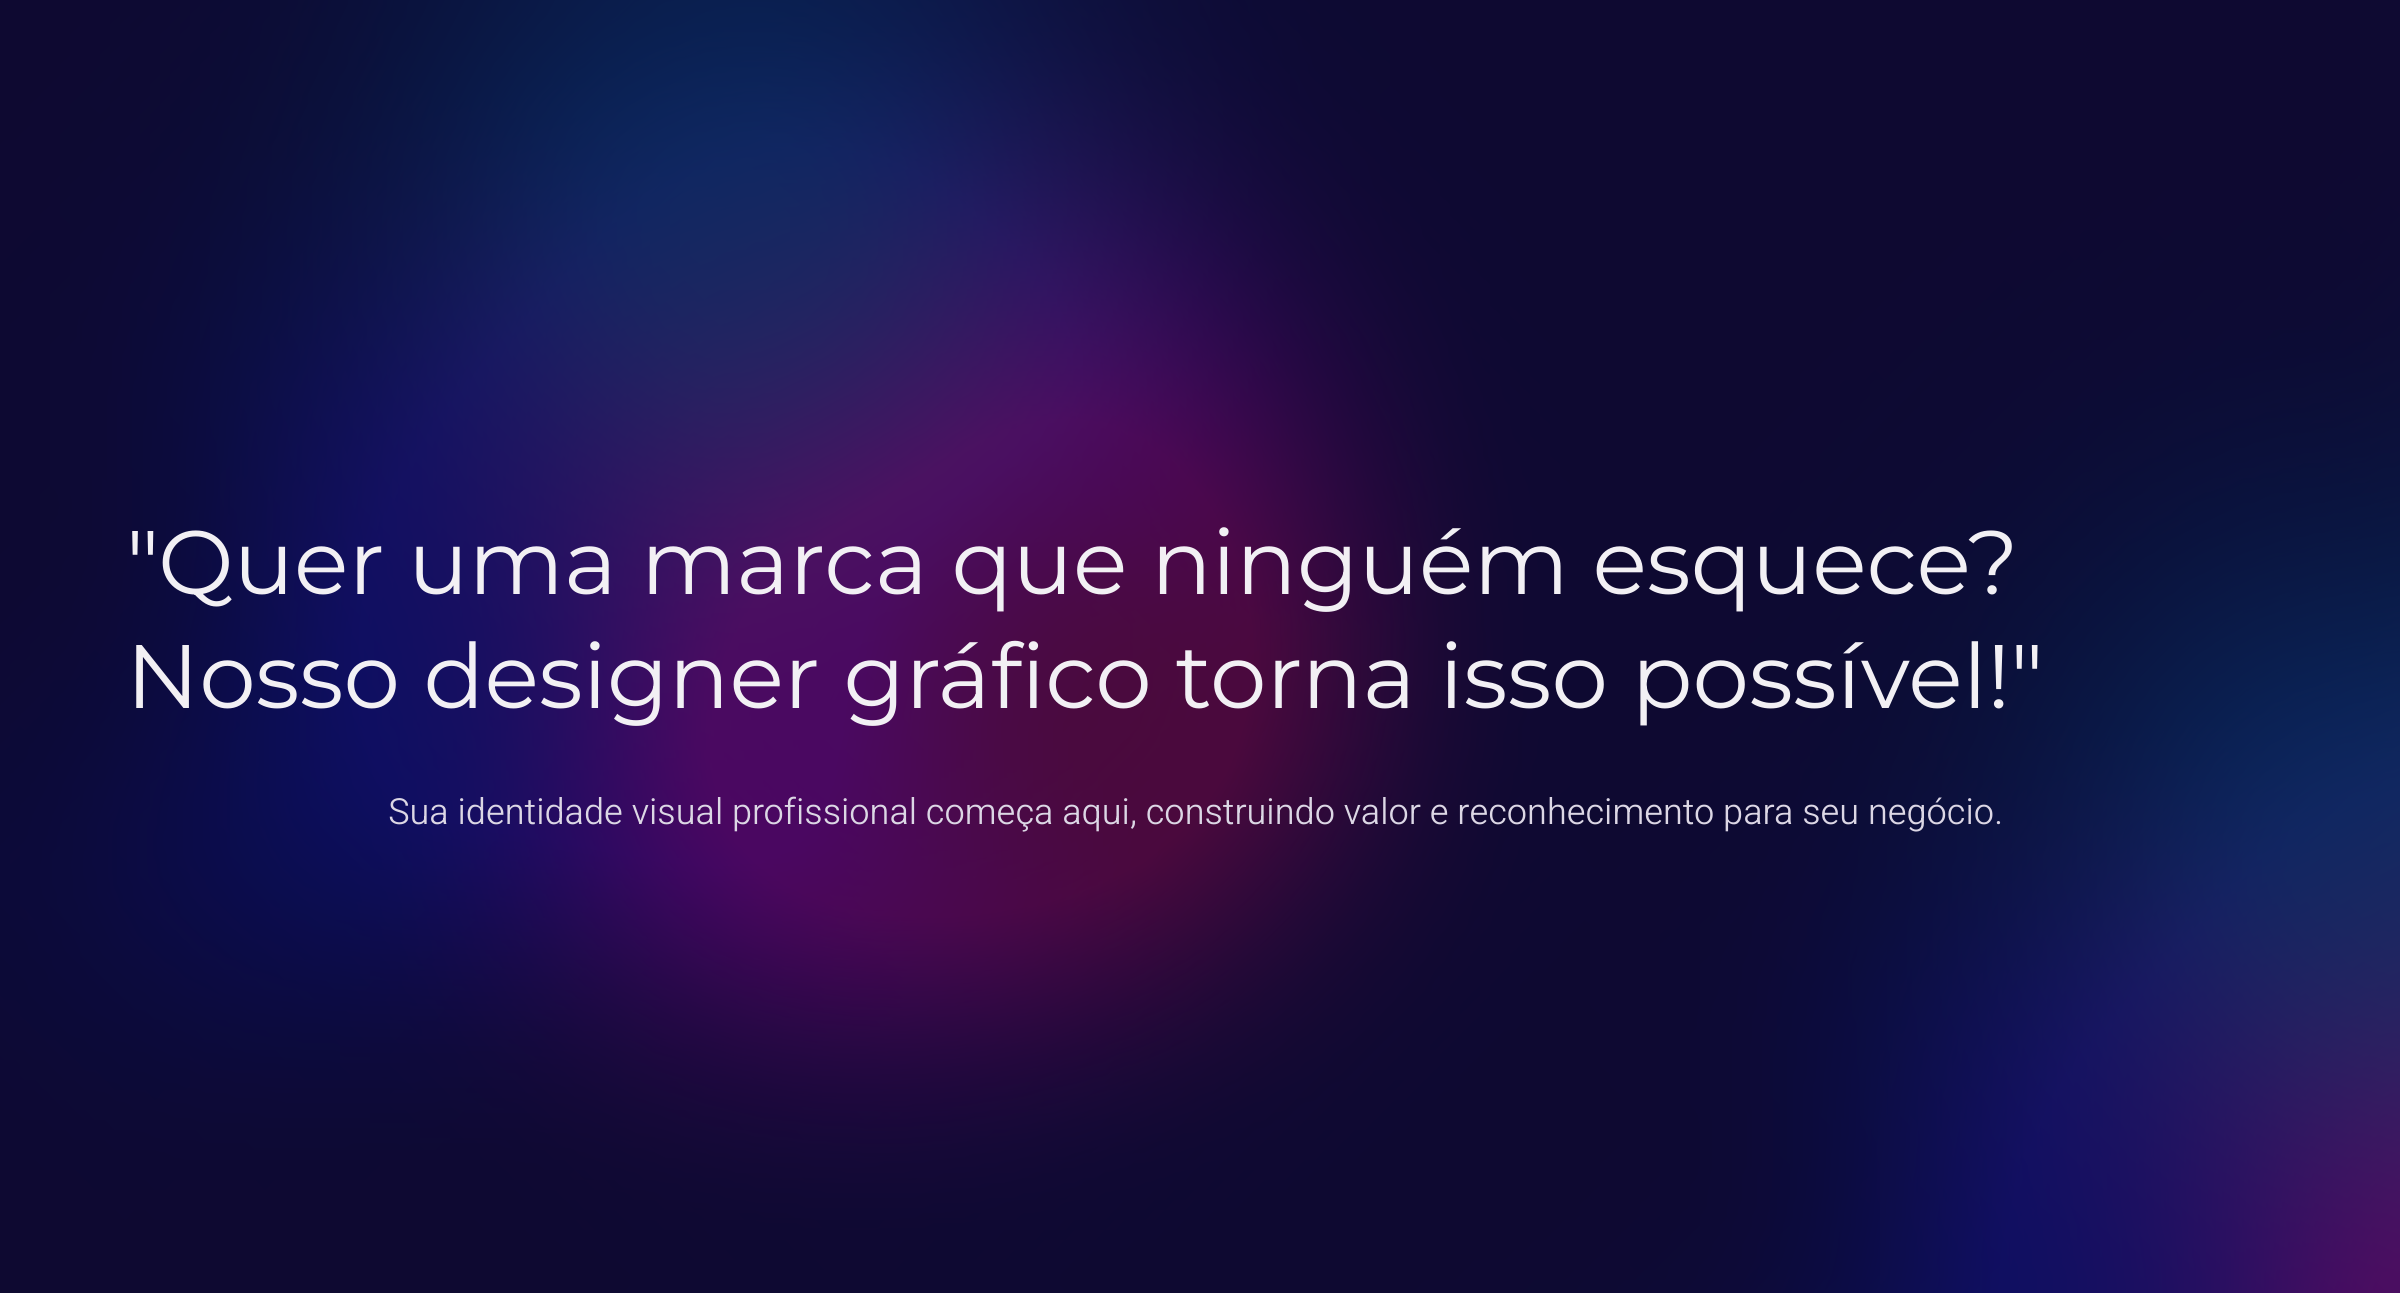 "Quer uma marca que ninguém esquece?
Nosso designer gráfico torna isso possível!"
Sua identidade visual profissional começa aqui, construindo valor e reconhecimento para seu negócio.